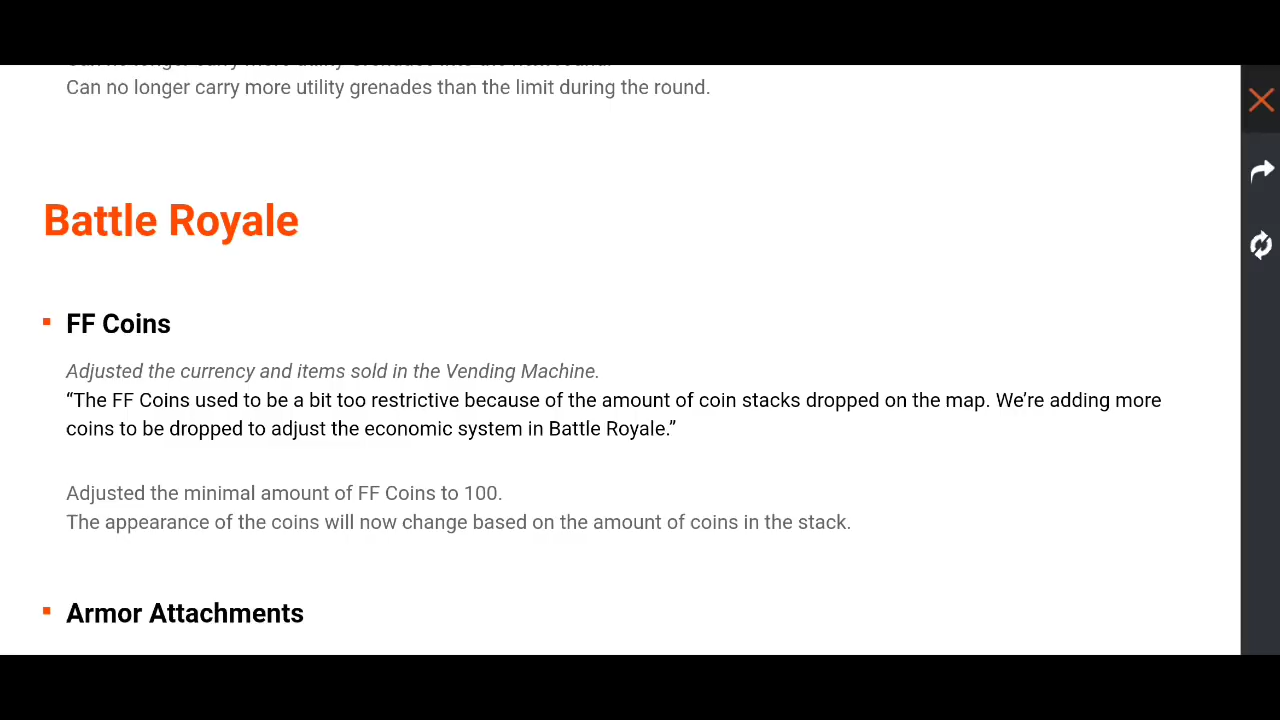 Can no longer carry more utility grenades than the limit during the round.
Battle Royale
FF Coins
Adjusted the currency and items sold in the Vending Machine.
“The FF Coins used to be a bit too restrictive because of the amount of coin stacks dropped on the map. We’re adding more
coins to be dropped to adjust the economic system in Battle Royale.”
Adjusted the minimal amount of FF Coins to 100.
The appearance of the coins will now change based on the amount of coins in the stack.
Armor Attachments